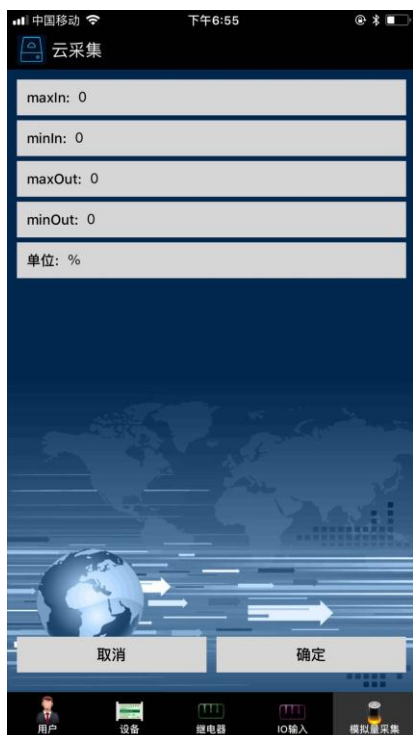 中国移动 下午6:55
云采集
maxIn: 0
minIn: 0
maxOut: 0
minOut: 0
单位: %
取消 确定
用户 设备 继电器 IO输入 模拟量采集